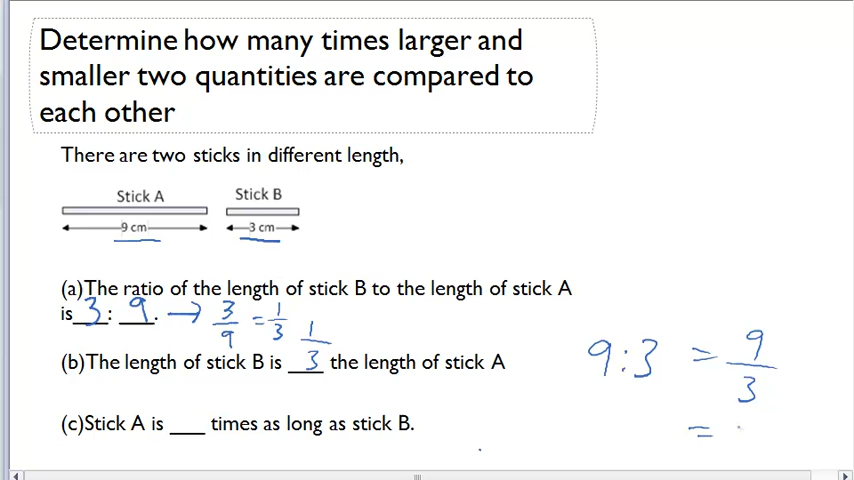 Determine how many times larger and
smaller two quantities are compared to
each other
There are two sticks in different length,
Stick A Stick B
9 cm 3 cm
(a)The ratio of the length of stick B to the length of stick A
is 3 : 9. → 3/9 = 1/3
(b)The length of stick B is 1/3 the length of stick A
9:3 = 9/3
=
(c)Stick A is ___ times as long as stick B.